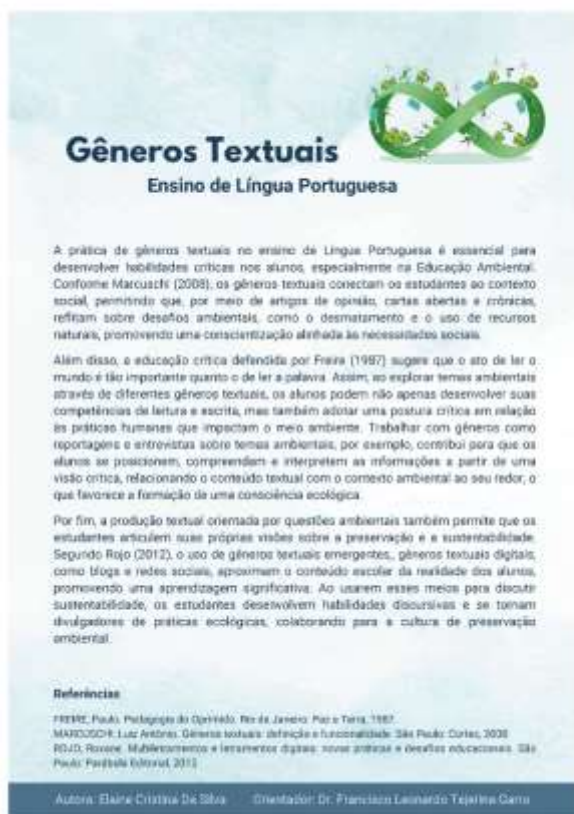 Gêneros Textuais
Ensino de Língua Portuguesa
A prática de gêneros textuais no ensino de Língua Portuguesa é essencial para
desenvolver habilidades críticas nos alunos, especialmente na Educação Ambiental.
Conforme Marcuschi (2008), os gêneros textuais conectam os estudantes ao contexto
social, permitindo que, por meio de artigos de opinião, cartas abertas e crônicas,
reflitam sobre desafios ambientais, como o desmatamento e o uso de recursos
naturais, promovendo uma conscientização alinhada às necessidades sociais.
Além disso, a educação crítica defendida por Freire (1987) sugere que o ato de ler o
mundo é tão importante quanto o de ler a palavra. Assim, ao explorar temas ambientais
através de diferentes gêneros textuais, os alunos podem não apenas desenvolver suas
competências de leitura e escrita, mas também adotar uma postura crítica em relação
às práticas humanas que impactam o meio ambiente. Trabalhar com gêneros como
reportagens e entrevistas sobre temas ambientais, por exemplo, contribui para que os
alunos se posicionem, compreendam e interpretem as informações a partir de uma
visão crítica, relacionando o conteúdo textual com o contexto ambiental ao seu redor, o
que favorece a formação de uma consciência ecológica.
Por fim, a produção textual orientada por questões ambientais também permite que os
estudantes articulem suas próprias visões sobre a preservação e a sustentabilidade.
Segundo Rojo (2012), o uso de gêneros textuais emergentes., gêneros textuais digitais,
como blogs e redes sociais, aproximam o conteúdo escolar da realidade dos alunos,
promovendo uma aprendizagem significativa. Ao usarem esses meios para discutir
sustentabilidade, os estudantes desenvolvem habilidades discursivas e se tornam
divulgadores de práticas ecológicas, colaborando para a cultura de preservação
ambiental.
Referências
FREIRE, Paulo. Pedagogia do Oprimido. Rio de Janeiro: Paz e Terra, 1987.
MARCUSCHI, Luiz Antônio. Gêneros textuais: definição e funcionalidade. São Paulo: Cortez, 2008.
ROJO, Roxane. Multiletramentos e letramentos digitais: novas práticas e desafios educacionais. São
Paulo: Parábola Editorial, 2012.
Autora: Elaine Cristina Da Silva Orientador: Dr. Francisco Leonardo Tejerina Garro